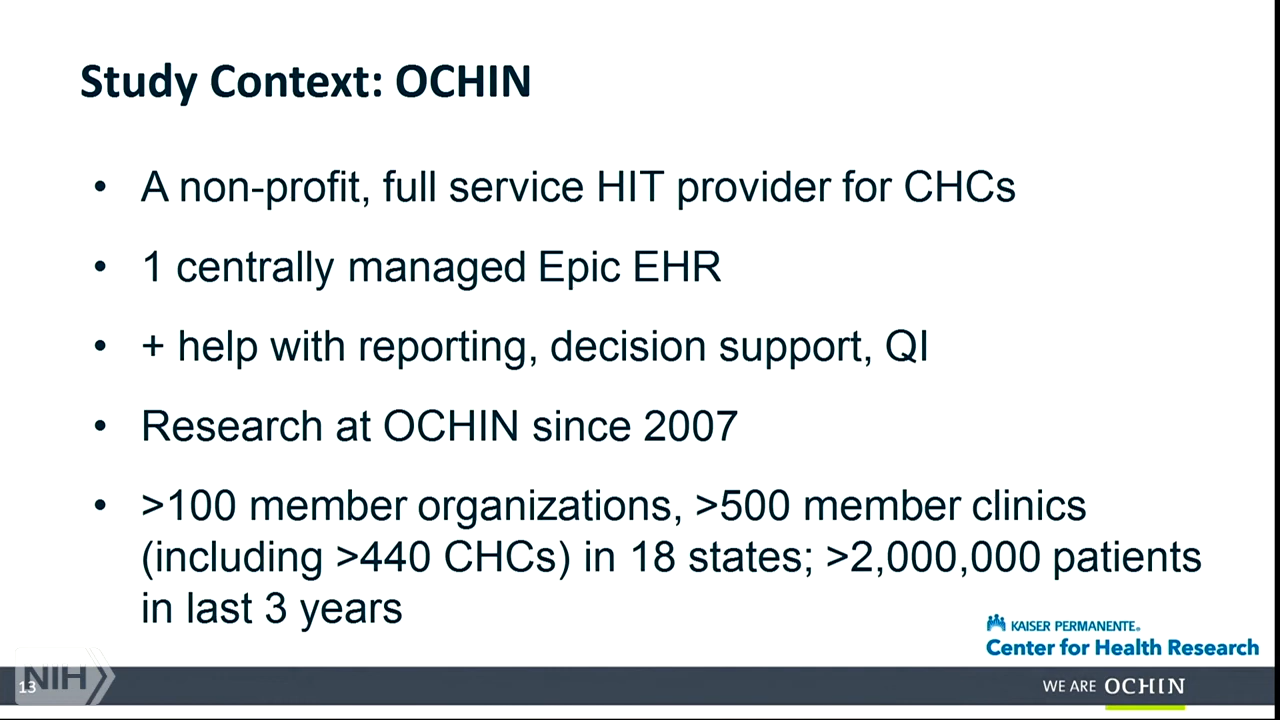 Study Context: OCHIN
• A non-profit, full service HIT provider for CHCs
• 1 centrally managed Epic EHR
• + help with reporting, decision support, QI
• Research at OCHIN since 2007
• >100 member organizations, >500 member clinics
(including >440 CHCs) in 18 states; >2,000,000 patients
in last 3 years
KAISER PERMANENTE®
Center for Health Research
NIH
13
WE ARE OCHIN